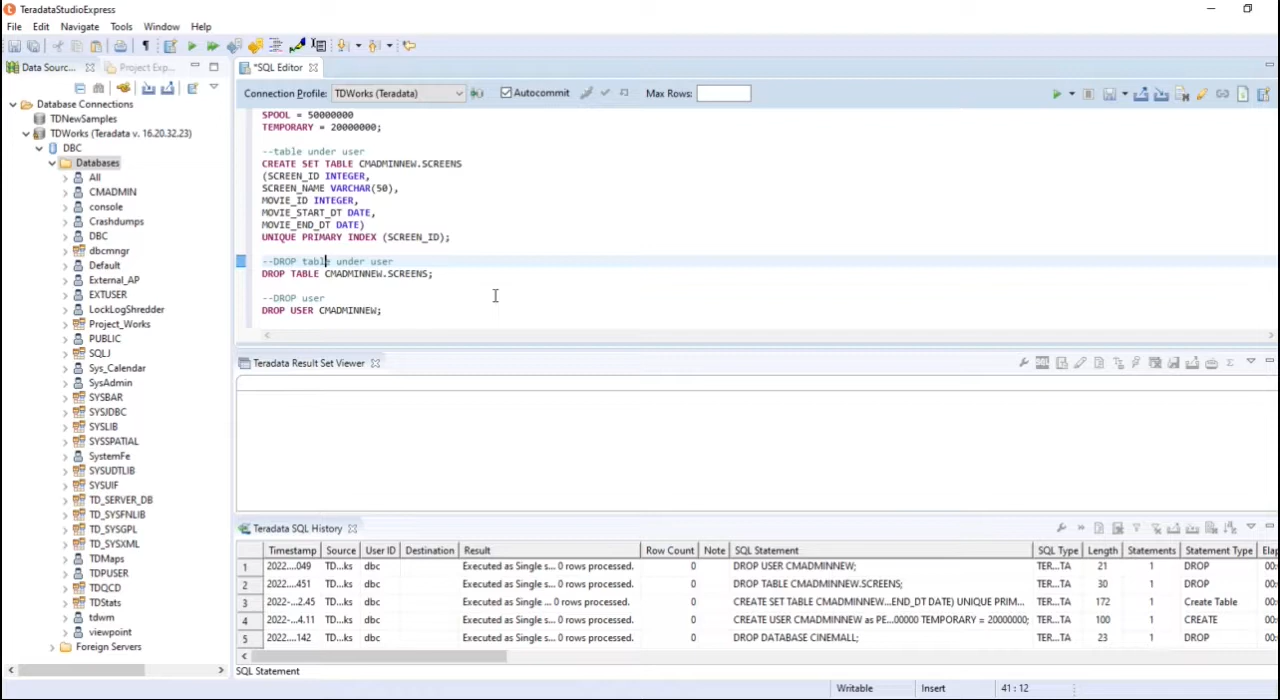 TeradataStudioExpress
File Edit Navigate Tools Window Help
Data Sourc... Project Exp...
*SQL Editor
Connection Profile: TDWorks (Teradata) Autocommit Max Rows:
Database Connections
TDNewSamples
TDWorks (Teradata v. 16.20.32.23)
DBC
Databases
All
CMADMIN
console
Crashdumps
DBC
dbcmngr
Default
External_AP
EXTUSER
LockLogShredder
Project_Works
PUBLIC
SQLJ
Sys_Calendar
SysAdmin
SYSBAR
SYSJDBC
SYSLIB
SYSSPATIAL
SystemFe
SYSUDTLIB
SYSUIF
TD_SERVER_DB
TD_SYSFNLIB
TD_SYSGPL
TD_SYSXML
TDMaps
TDPUSER
TDQCD
TDStats
tdwm
viewpoint
Foreign Servers
SPOOL = 50000000
TEMPORARY = 20000000;
--table under user
CREATE SET TABLE CMADMINNEW.SCREENS
(SCREEN_ID INTEGER,
SCREEN_NAME VARCHAR(50),
MOVIE_ID INTEGER,
MOVIE_START_DT DATE,
MOVIE_END_DT DATE)
UNIQUE PRIMARY INDEX (SCREEN_ID);
--DROP table under user
DROP TABLE CMADMINNEW.SCREENS;
--DROP user
DROP USER CMADMINNEW;
Teradata Result Set Viewer
Teradata SQL History
Timestamp Source User ID Destination Result Row Count Note SQL Statement SQL Type Length Statements Statement Type Elap
1 2022....049 TD...ks dbc Executed as Single s... 0 rows processed. 0 DROP USER CMADMINNEW; TER...TA 21 1 DROP 00:
2 2022....451 TD...ks dbc Executed as Single s... 0 rows processed. 0 DROP TABLE CMADMINNEW.SCREENS; TER...TA 30 1 DROP 00:
3 2022-...2.45 TD...ks dbc Executed as Single ... 0 rows processed. 0 CREATE SET TABLE CMADMINNEW...END_DT DATE) UNIQUE PRIM... TER...TA 172 1 Create Table 00:
4 2022-...4.11 TD...ks dbc Executed as Single s... 0 rows processed. 0 CREATE USER CMADMINNEW as PE...00000 TEMPORARY = 20000000; TER...TA 100 1 CREATE 00:
5 2022....142 TD...ks dbc Executed as Single s... 0 rows processed. 0 DROP DATABASE CINEMALL; TER...TA 23 1 DROP 00:
SQL Statement
Writable Insert 41 : 12